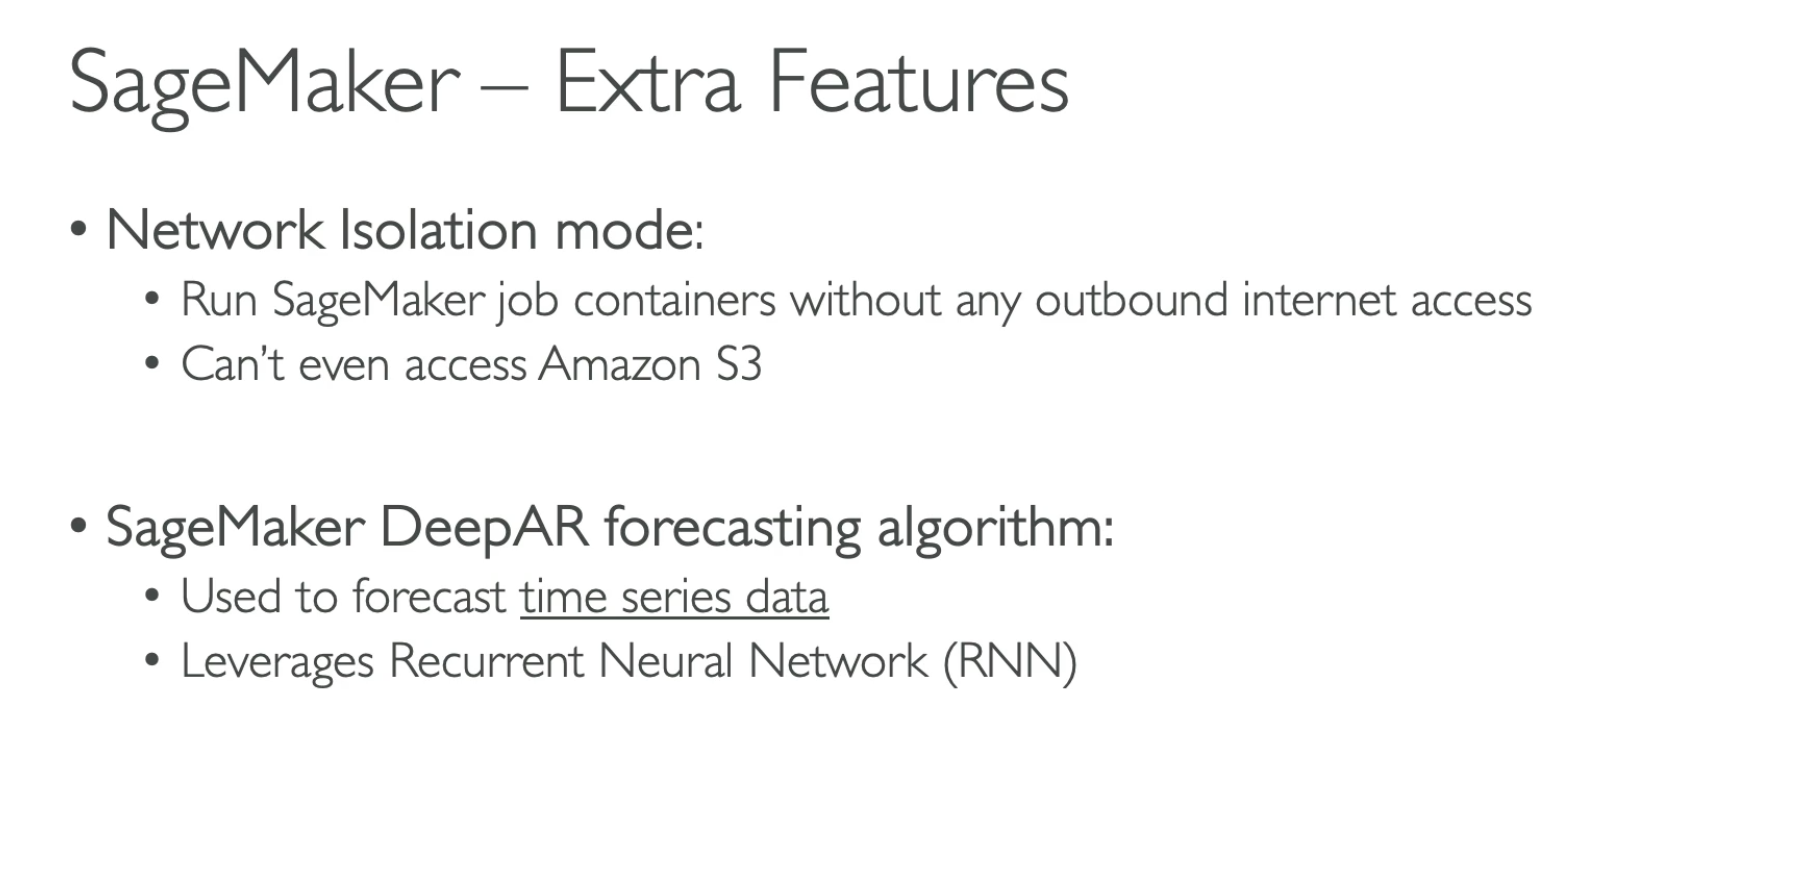 SageMaker – Extra Features
• Network Isolation mode:
• Run SageMaker job containers without any outbound internet access
• Can’t even access Amazon S3
• SageMaker DeepAR forecasting algorithm:
• Used to forecast time series data
• Leverages Recurrent Neural Network (RNN)